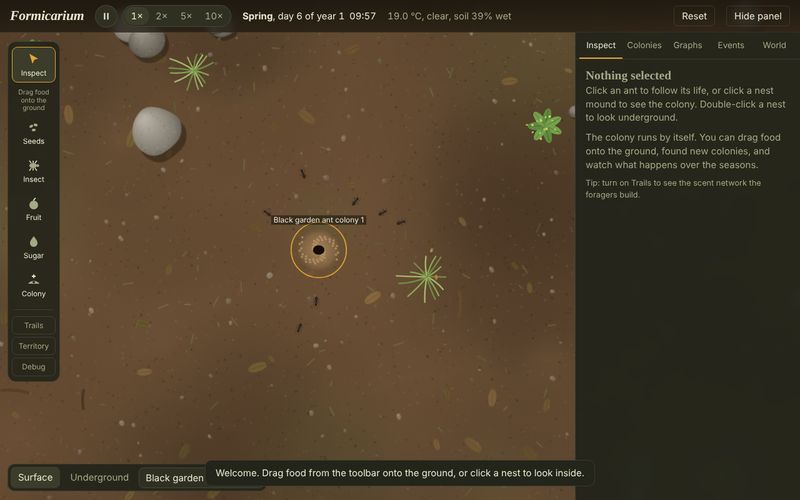 Formicarium
1× 2× 5× 10×
Spring, day 6 of year 1 09:57
19.0 °C, clear, soil 39% wet
Reset
Hide panel
Inspect
Drag food
onto the
ground
Seeds
Insect
Fruit
Sugar
Colony
Trails
Territory
Debug
Black garden ant colony 1
Inspect Colonies Graphs Events World
Nothing selected
Click an ant to follow its life, or click a nest
mound to see the colony. Double-click a nest
to look underground.
The colony runs by itself. You can drag food
onto the ground, found new colonies, and
watch what happens over the seasons.
Tip: turn on Trails to see the scent network the
foragers build.
Surface Underground Black garden
Welcome. Drag food from the toolbar onto the ground, or click a nest to look inside.